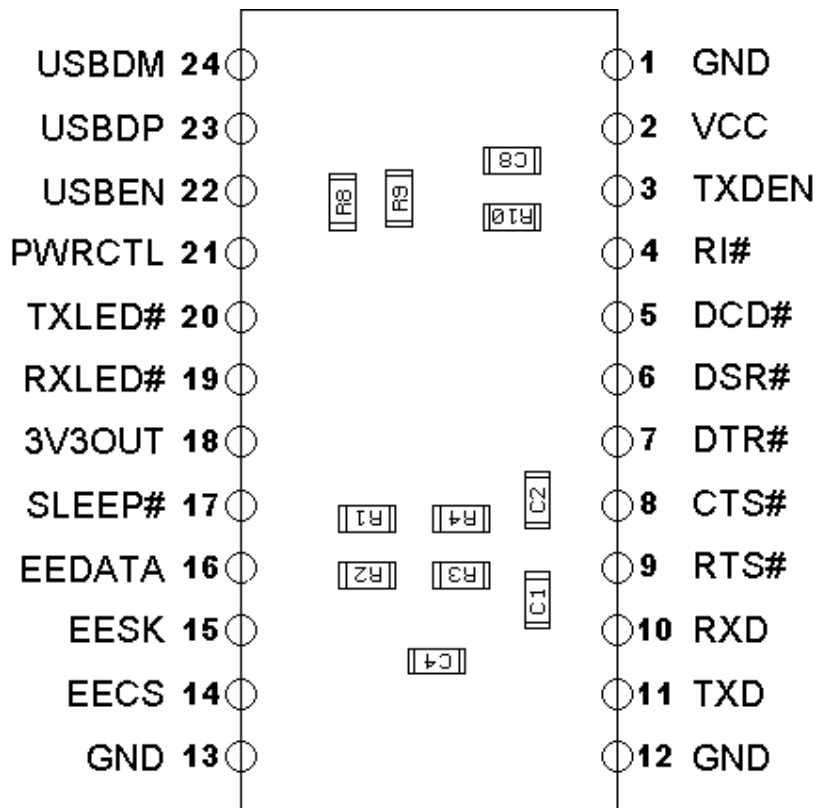 USBDM 24 1 GND
USBDP 23 2 VCC
C8
USBEN 22 R8 R9 3 TXDEN
R10
PWRCTL 21 4 RI#
TXLED# 20 5 DCD#
RXLED# 19 6 DSR#
3V3OUT 18 7 DTR#
C2
SLEEP# 17 8 CTS#
R1 R4
EEDATA 16 9 RTS#
R2 R3
C1
EESK 15 10 RXD
C4
EECS 14 11 TXD
GND 13 12 GND